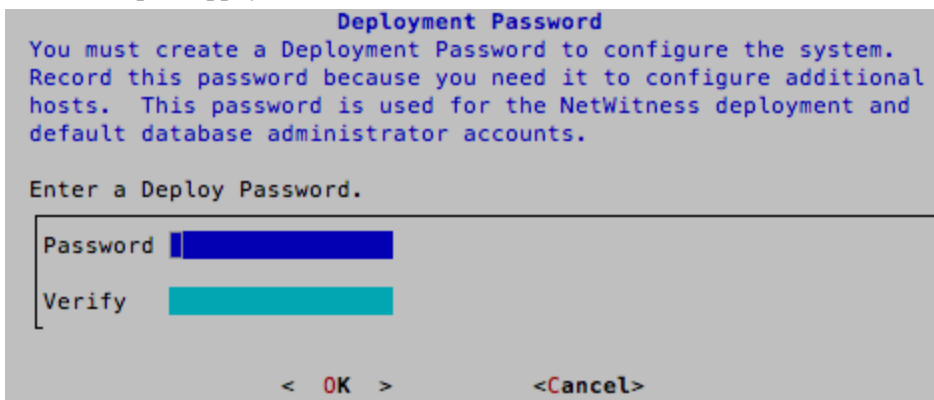 Deployment Password
You must create a Deployment Password to configure the system.
Record this password because you need it to configure additional
hosts.  This password is used for the NetWitness deployment and
default database administrator accounts.
Enter a Deploy Password.
Password
Verify
<  OK  >  <Cancel>